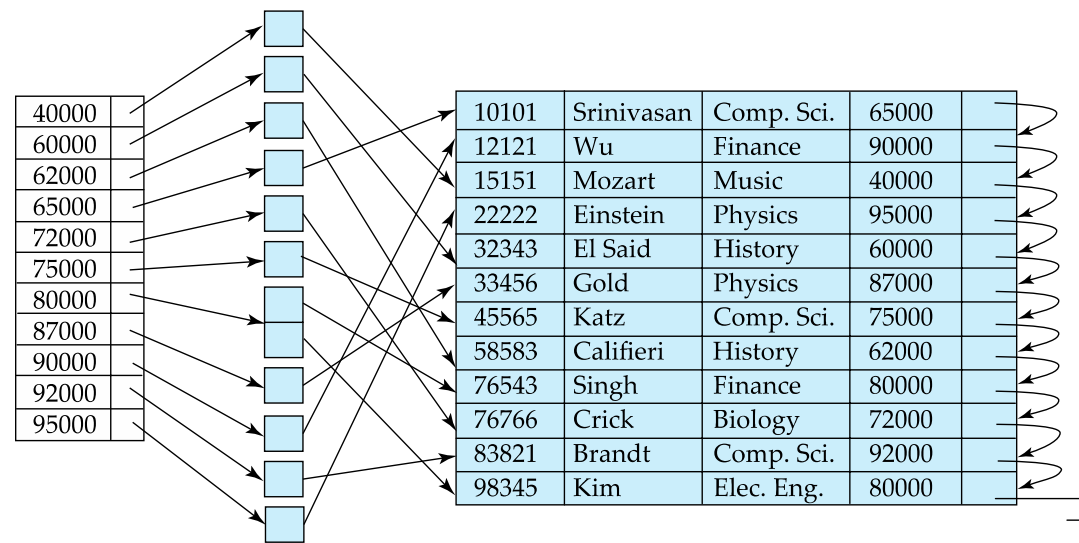 40000
60000
62000
65000
72000
75000
80000
87000
90000
92000
95000
10101 Srinivasan Comp. Sci. 65000
12121 Wu Finance 90000
15151 Mozart Music 40000
22222 Einstein Physics 95000
32343 El Said History 60000
33456 Gold Physics 87000
45565 Katz Comp. Sci. 75000
58583 Califieri History 62000
76543 Singh Finance 80000
76766 Crick Biology 72000
83821 Brandt Comp. Sci. 92000
98345 Kim Elec. Eng. 80000